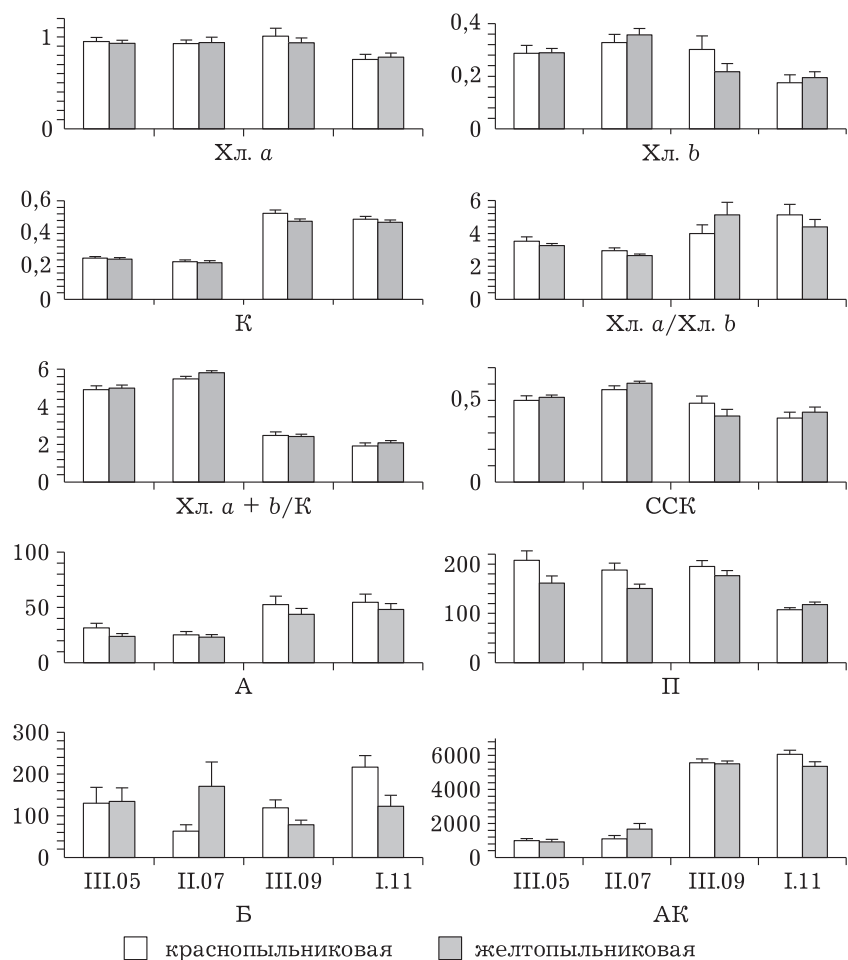 1
0
Хл. a
0,4
0,2
0
Хл. b
0,6
0,4
0,2
0
К
6
4
2
0
Хл. a/Хл. b
6
4
2
0
Хл. a + b/К
0,5
0
ССК
100
50
0
А
200
100
0
П
300
200
100
0
III.05 II.07 III.09 I.11
Б
6000
4000
2000
0
III.05 II.07 III.09 I.11
АК
краснопыльниковая желтопыльниковая